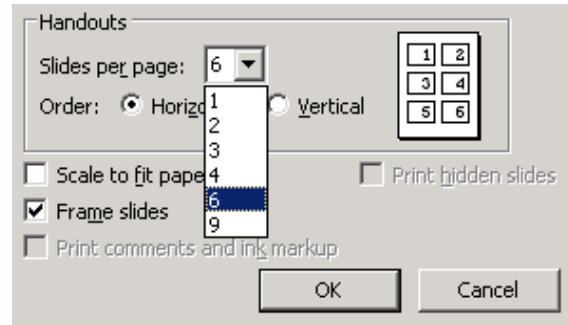 Handouts
Slides per page: 6
1 2
3 4
5 6
Order: Horizo Vertical
1
2
3
4
6
9
Scale to fit pape
Print hidden slides
Frame slides
Print comments and ink markup
OK Cancel